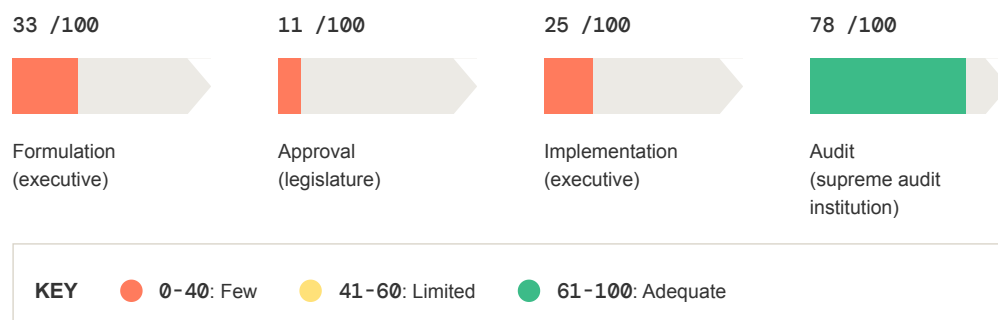 33 /100
11 /100
25 /100
78 /100
Formulation
(executive)
Approval
(legislature)
Implementation
(executive)
Audit
(supreme audit
institution)
KEY 0-40: Few 41-60: Limited 61-100: Adequate